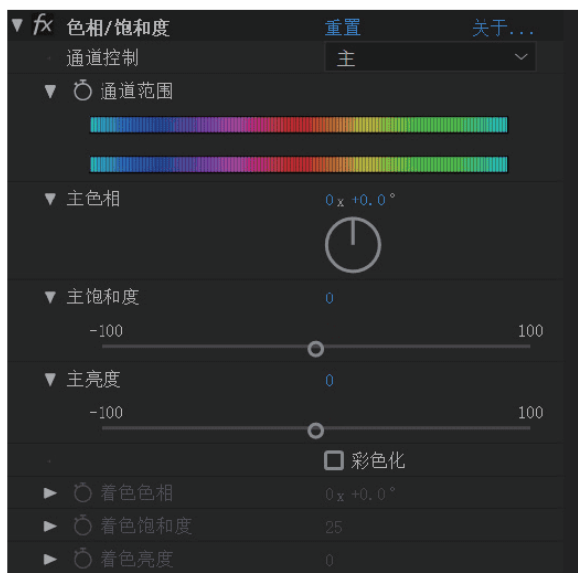 fx 色相/饱和度 重置 关于...
通道控制 主
通道范围
主色相 0x +0.0°
主饱和度 0
-100 100
主亮度 0
-100 100
彩色化
着色色相 0x +0.0°
着色饱和度 25
着色亮度 0